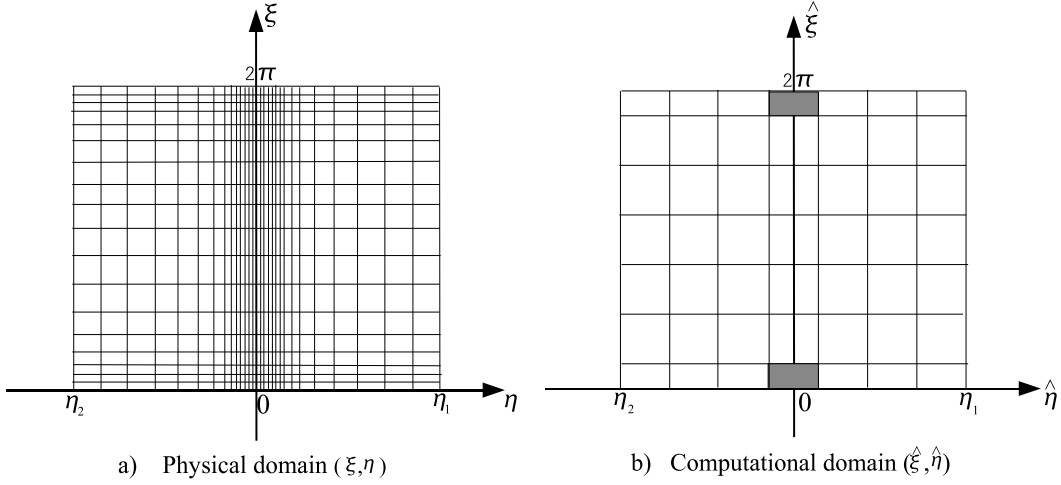 ξ
2π
η₂
0
η₁
η
a) Physical domain (ξ,η)
ξ̂
2π
η₂
0
η₁
η̂
b) Computational domain (ξ̂,η̂)